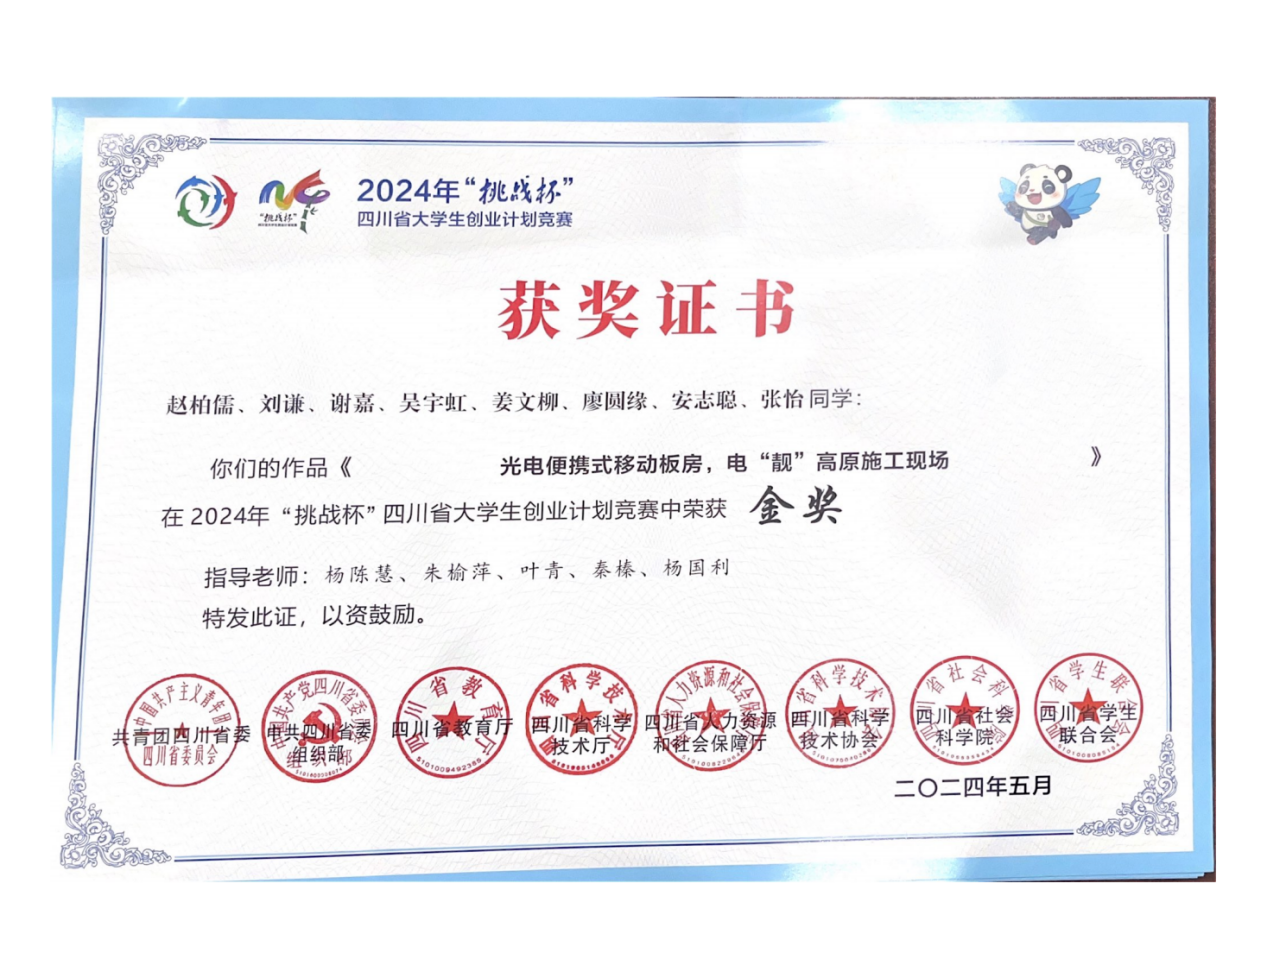 2024年“挑战杯”
四川省大学生创业计划竞赛
“挑战杯”
获奖证书
赵柏儒、刘谦、谢嘉、吴宇虹、姜文柳、廖圆缘、安志聪、张怡同学：
你们的作品《 光电便携式移动板房，电“靓”高原施工现场 》
在 2024年“挑战杯”四川省大学生创业计划竞赛中荣获 金奖
指导老师：杨陈慧、朱榆萍、叶青、秦榛、杨国利
特发此证，以资鼓励。
共青团四川省委 中共四川省委 四川省教育厅 四川省科学 四川省人力资源 四川省科学 四川省社会 四川省学生
组织部 技术厅 和社会保障厅 技术协会 科学院 联合会
二〇二四年五月